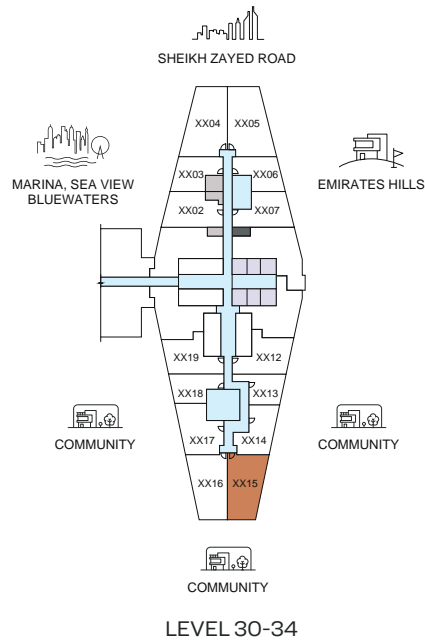 SHEIKH ZAYED ROAD
XX04
XX05
MARINA, SEA VIEW
BLUEWATERS
XX03
XX06
EMIRATES HILLS
XX02
XX07
XX19
XX12
XX18
XX13
COMMUNITY
COMMUNITY
XX17
XX14
XX16
XX15
COMMUNITY
LEVEL 30-34